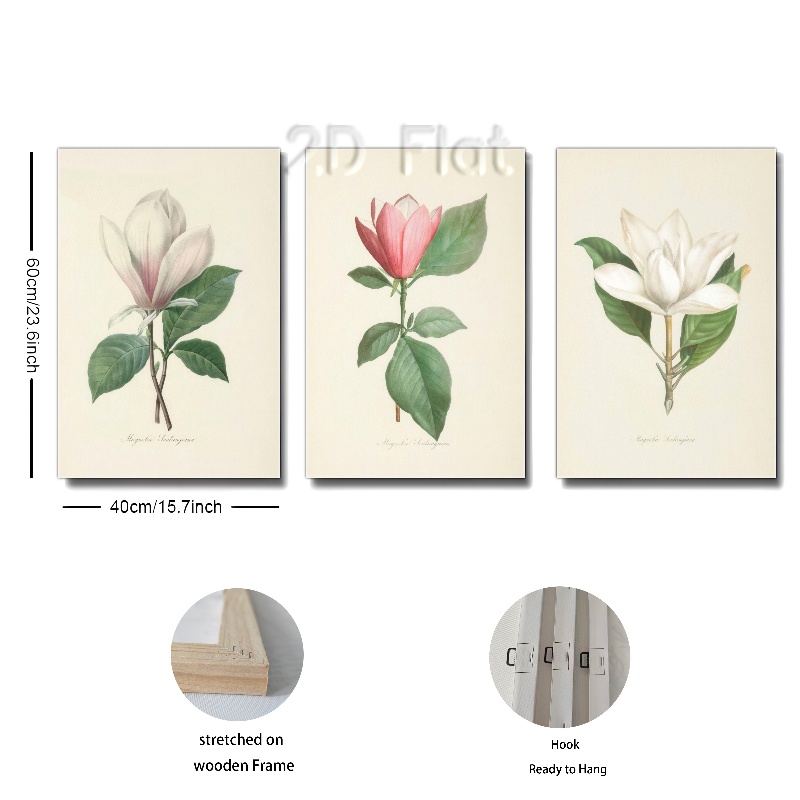 2D Flat
60cm/23.6inch
40cm/15.7inch
stretched on
wooden Frame
Hook
Ready to Hang